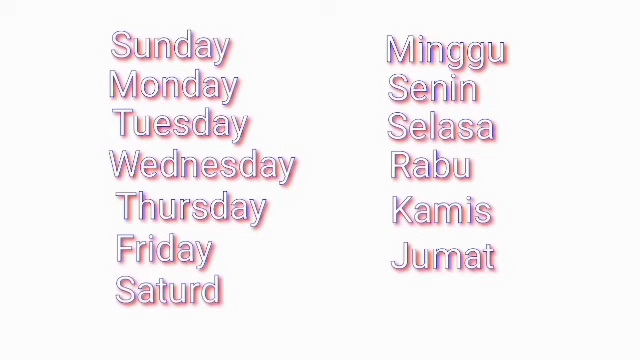 Sunday
Monday
Tuesday
Wednesday
Thursday
Friday
Saturd
Minggu
Senin
Selasa
Rabu
Kamis
Jumat